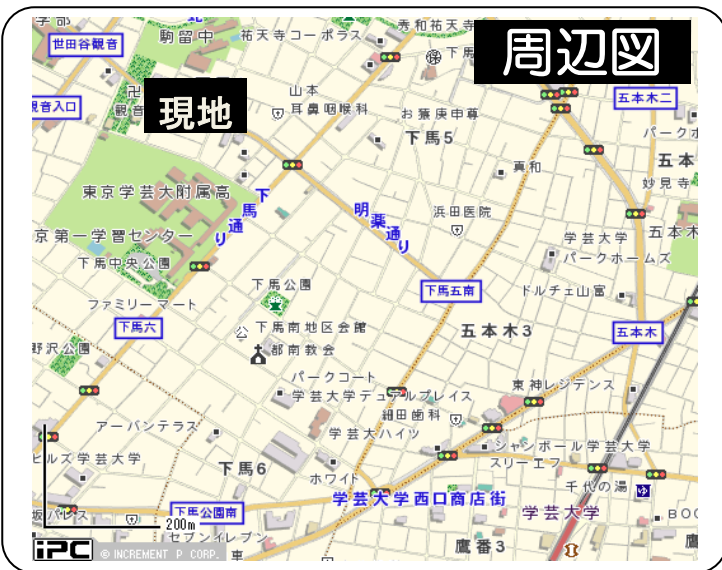 学部
駒留中
祐天寺コーポラス
秀和祐天寺
世田谷観音
下馬
周辺図
卍
観音
観音入口
現地
山本
耳鼻咽喉科
お猿庚申尊
下馬5
五本木二
パークホ
五本
妙見寺
真和
東京学芸大附属高
下馬通り
明薬通り
浜田医院
学芸大学
パークホームズ
五本木
京第一学習センター
下馬中央公園
下馬公園
下馬五南
ドルチェ山富
ファミリーマート
下馬六
下馬南地区会館
五本木3
五本木
都南教会
野沢公園
パークコート
学芸大学デュアルプレイス
東神レジデンス
細田歯科
アーバンテラス
学芸大ハイツ
シャンボール学芸大学
スリーエフ
ヒルズ学芸大学
下馬6
ホワイト
千代の湯
学芸大学西口商店街
坂パレス
下馬公園南
200m
セブンイレブン
学芸大学
BOO
鷹番3
鷹
車
iPC © INCREMENT P CORP.